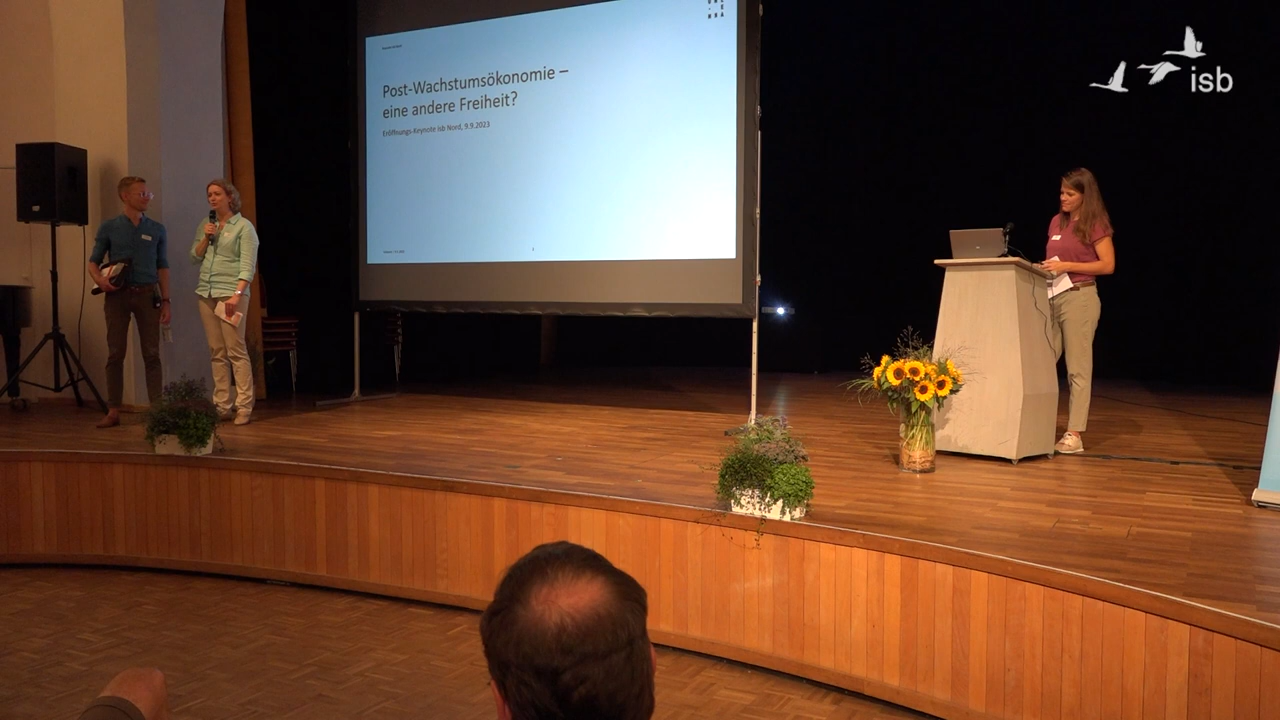 Post-Wachstumsökonomie –
eine andere Freiheit?
Eröffnungs-Keynote isb Nord, 9.9.2023
isb